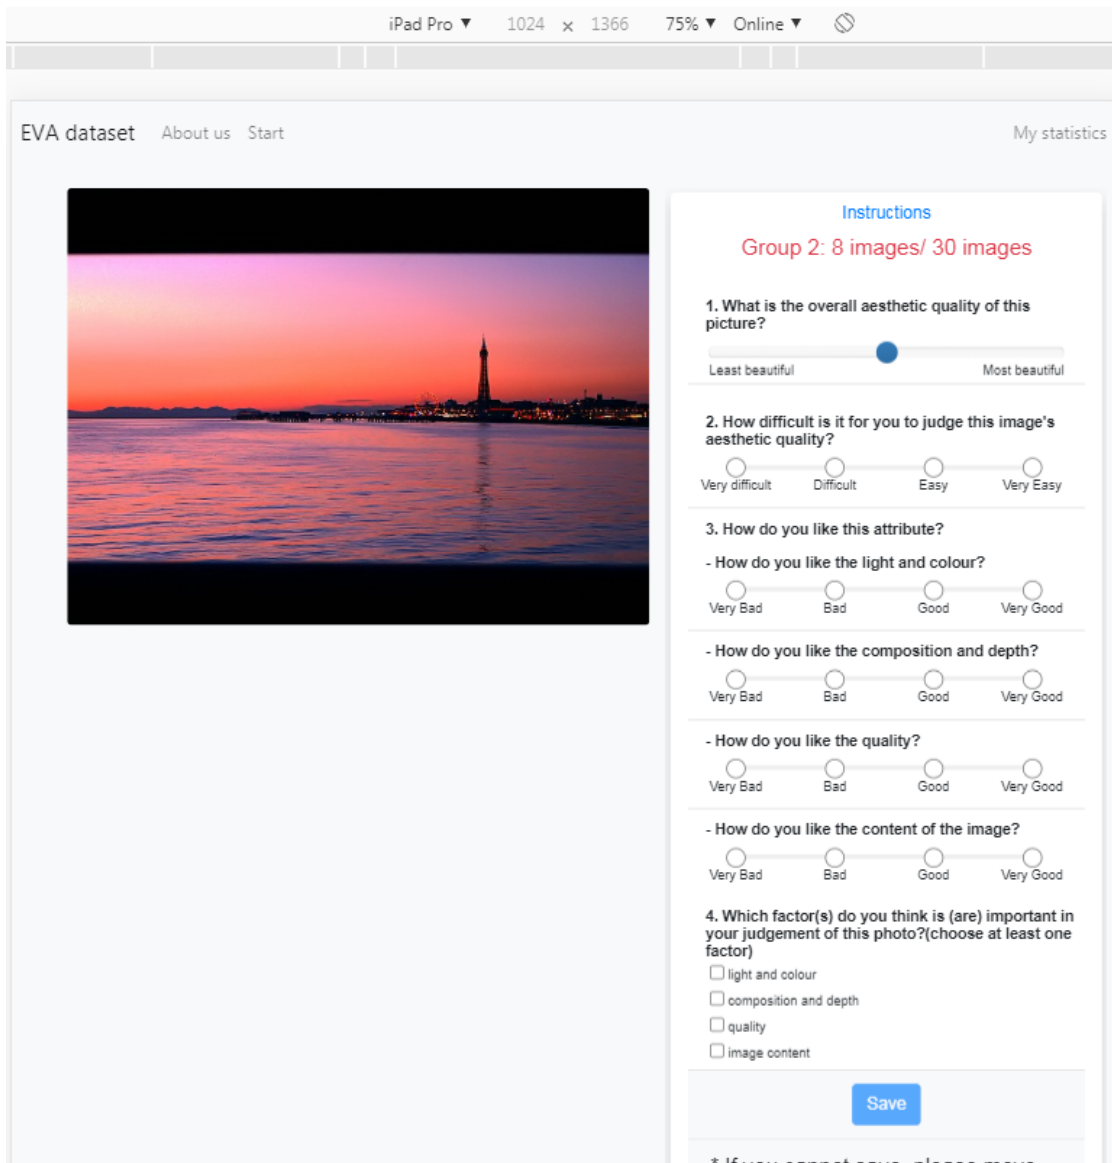 iPad Pro ▼ 1024 x 1366 75% ▼ Online ▼
EVA dataset About us Start My statistics
Instructions
Group 2: 8 images/ 30 images
1. What is the overall aesthetic quality of this
picture?
Least beautiful Most beautiful
2. How difficult is it for you to judge this image's
aesthetic quality?
Very difficult Difficult Easy Very Easy
3. How do you like this attribute?
- How do you like the light and colour?
Very Bad Bad Good Very Good
- How do you like the composition and depth?
Very Bad Bad Good Very Good
- How do you like the quality?
Very Bad Bad Good Very Good
- How do you like the content of the image?
Very Bad Bad Good Very Good
4. Which factor(s) do you think is (are) important in
your judgement of this photo?(choose at least one
factor)
light and colour
composition and depth
quality
image content
Save
* If you cannot save, please move